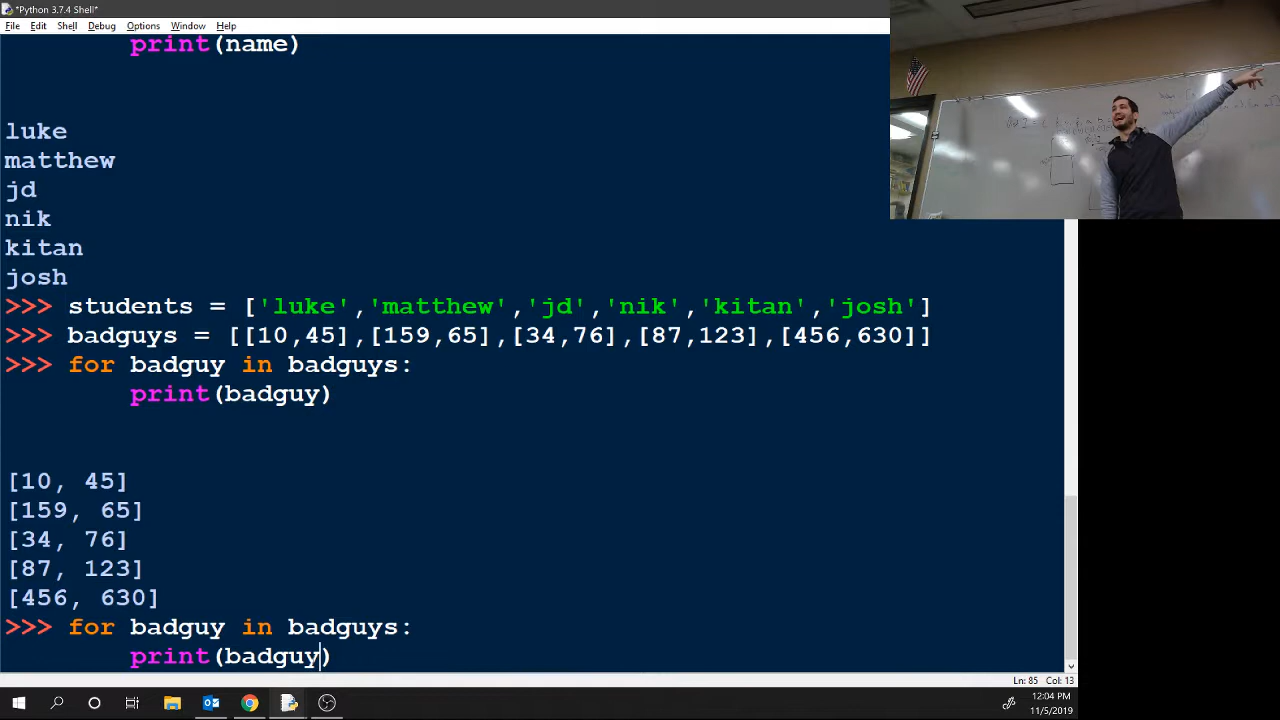 *Python 3.7.4 Shell*
File Edit Shell Debug Options Window Help
print(name)
luke
matthew
jd
nik
kitan
josh
>>> students = ['luke','matthew','jd','nik','kitan','josh']
>>> badguys = [[10,45],[159,65],[34,76],[87,123],[456,630]]
>>> for badguy in badguys:
print(badguy)
[10, 45]
[159, 65]
[34, 76]
[87, 123]
[456, 630]
>>> for badguy in badguys:
print(badguy)
Ln: 85 Col: 13
12:04 PM
11/5/2019